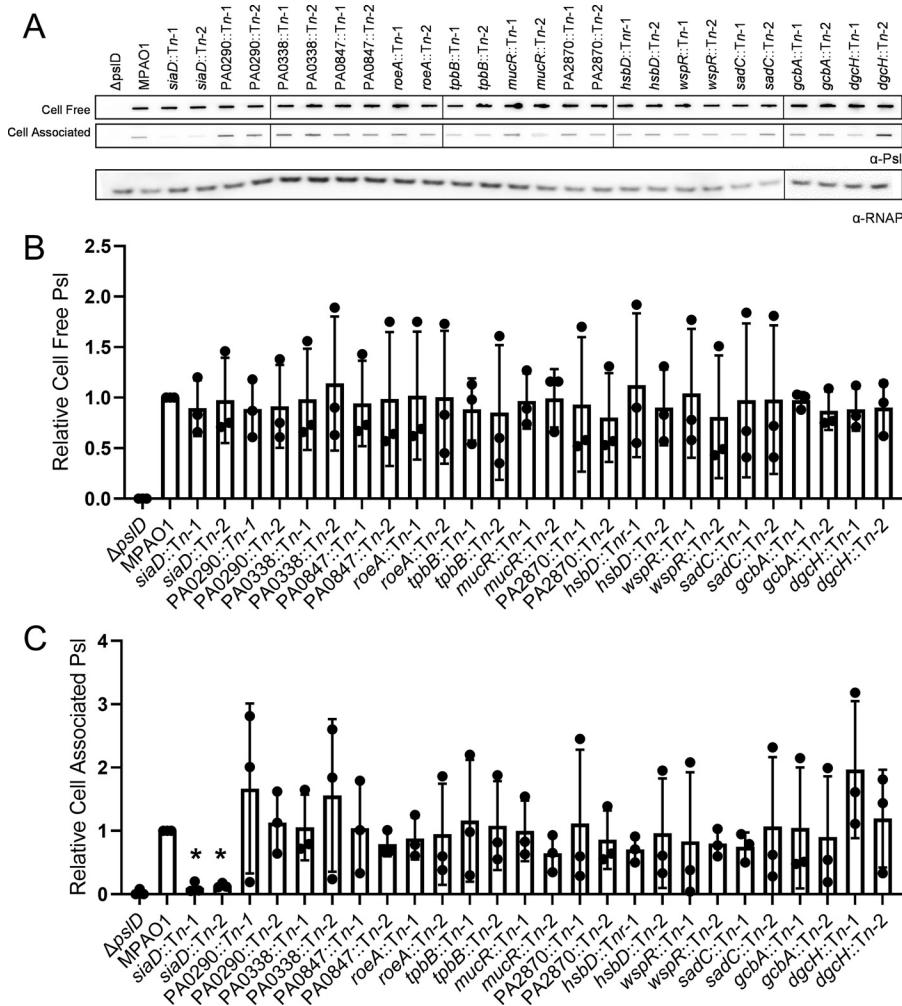 A
ΔpslD
MPAO1
siaD::Tn-1
siaD::Tn-2
PA0290::Tn-1
PA0290::Tn-2
PA0338::Tn-1
PA0338::Tn-2
PA0847::Tn-1
PA0847::Tn-2
roeA::Tn-1
roeA::Tn-2
tpbB::Tn-1
tpbB::Tn-2
mucR::Tn-1
mucR::Tn-2
PA2870::Tn-1
PA2870::Tn-2
hsbD::Tnr-1
hsbD::Tn-2
wspR::Tn-1
wspR::Tn-2
sadC::Tn-1
sadC::Tn-2
gcbA::Tn-1
gcbA::Tn-2
dgcH::Tn-1
dgcH::Tn-2
Cell Free
Cell Associated
α-Psl
α-RNAP
B
Relative Cell Free Psl
2.5
2.0
1.5
1.0
0.5
0.0
ΔpslD
MPAO1
siaD::Tn-1
siaD::Tn-2
PA0290::Tn-1
PA0290::Tn-2
PA0338::Tn-1
PA0338::Tn-2
PA0847::Tn-1
PA0847::Tn-2
roeA::Tn-1
roeA::Tn-2
tpbB::Tn-1
tpbB::Tn-2
mucR::Tn-1
mucR::Tn-2
PA2870::Tn-1
PA2870::Tn-2
hsbD::Tnr-1
hsbD::Tn-2
wspR::Tn-1
wspR::Tn-2
sadC::Tn-1
sadC::Tn-2
gcbA::Tn-1
gcbA::Tn-2
dgcH::Tn-1
dgcH::Tn-2
C
Relative Cell Associated Psl
4
3
2
1
0
* *
ΔpslD
MPAO1
siaD::Tn-1
siaD::Tn-2
PA0290::Tn-1
PA0290::Tn-2
PA0338::Tn-1
PA0338::Tn-2
PA0847::Tn-1
PA0847::Tn-2
roeA::Tn-1
roeA::Tn-2
tpbB::Tn-1
tpbB::Tn-2
mucR::Tn-1
mucR::Tn-2
PA2870::Tn-1
PA2870::Tn-2
hsbD::Tnr-1
hsbD::Tn-2
wspR::Tn-1
wspR::Tn-2
sadC::Tn-1
sadC::Tn-2
gcbA::Tn-1
gcbA::Tn-2
dgcH::Tn-1
dgcH::Tn-2